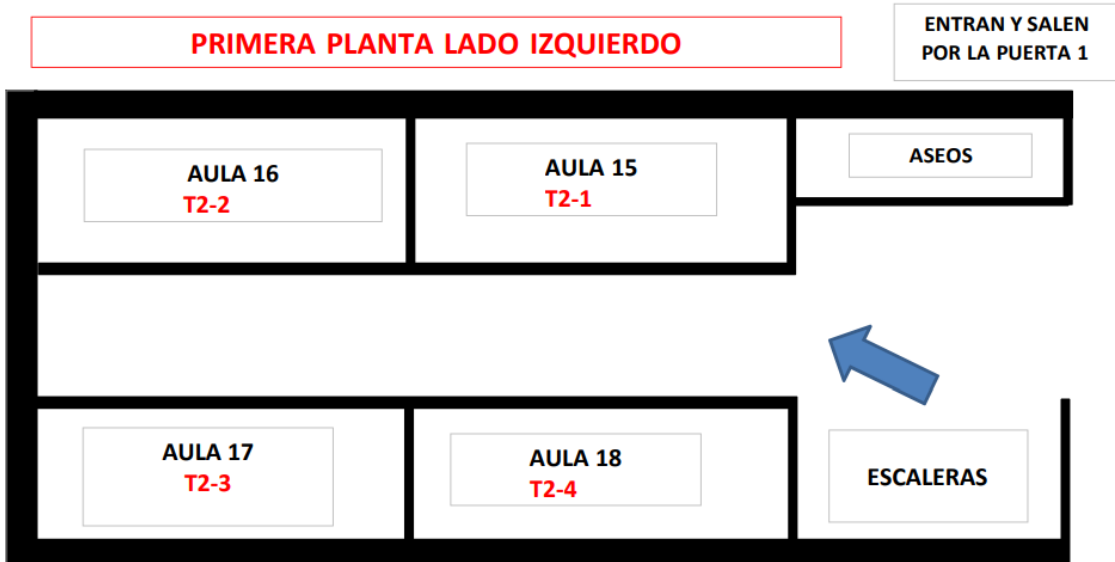 PRIMERA PLANTA LADO IZQUIERDO
ENTRAN Y SALEN
POR LA PUERTA 1
AULA 16
T2-2
AULA 15
T2-1
ASEOS
AULA 17
T2-3
AULA 18
T2-4
ESCALERAS